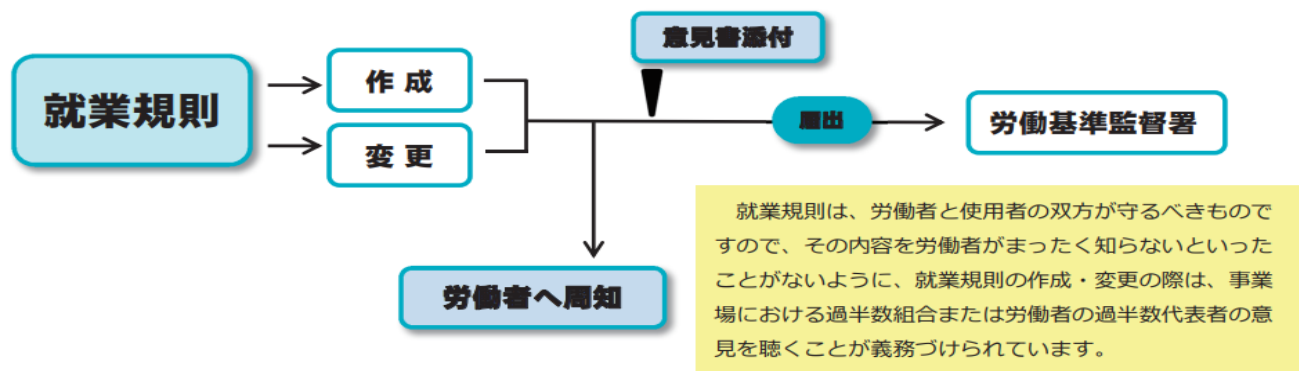 意見書添付
就業規則
作 成
変 更
届出
労働基準監督署
労働者へ周知
就業規則は、労働者と使用者の双方が守るべきもので
すので、その内容を労働者がまったく知らないといった
ことがないように、就業規則の作成・変更の際は、事業
場における過半数組合または労働者の過半数代表者の意
見を聴くことが義務づけられています。